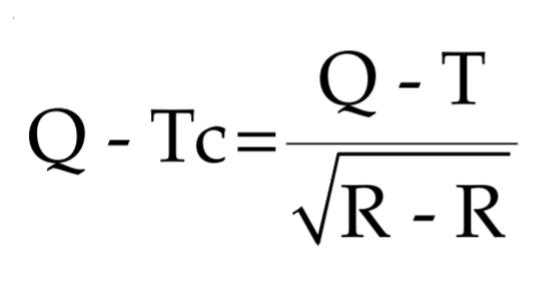 Q - Tc= Q - T / √R - R